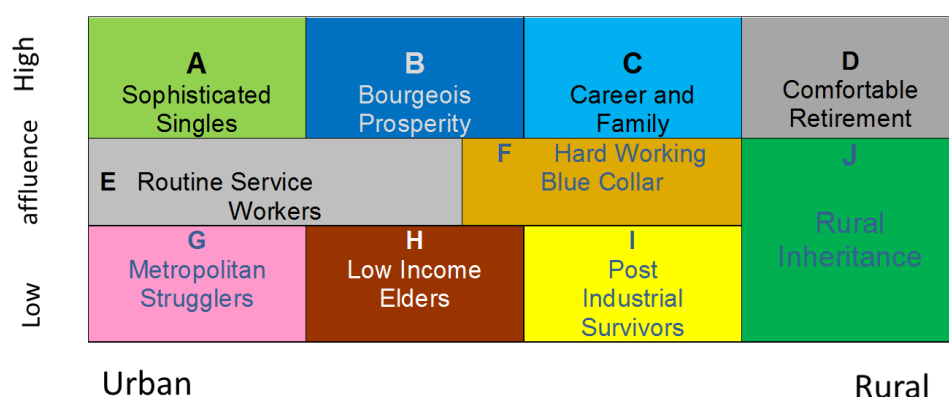 High
affluence
Low
A
Sophisticated
Singles
B
Bourgeois
Prosperity
C
Career and
Family
D
Comfortable
Retirement
E Routine Service
Workers
F Hard Working
Blue Collar
J
Rural
Inheritance
G
Metropolitan
Strugglers
H
Low Income
Elders
I
Post
Industrial
Survivors
Urban
Rural